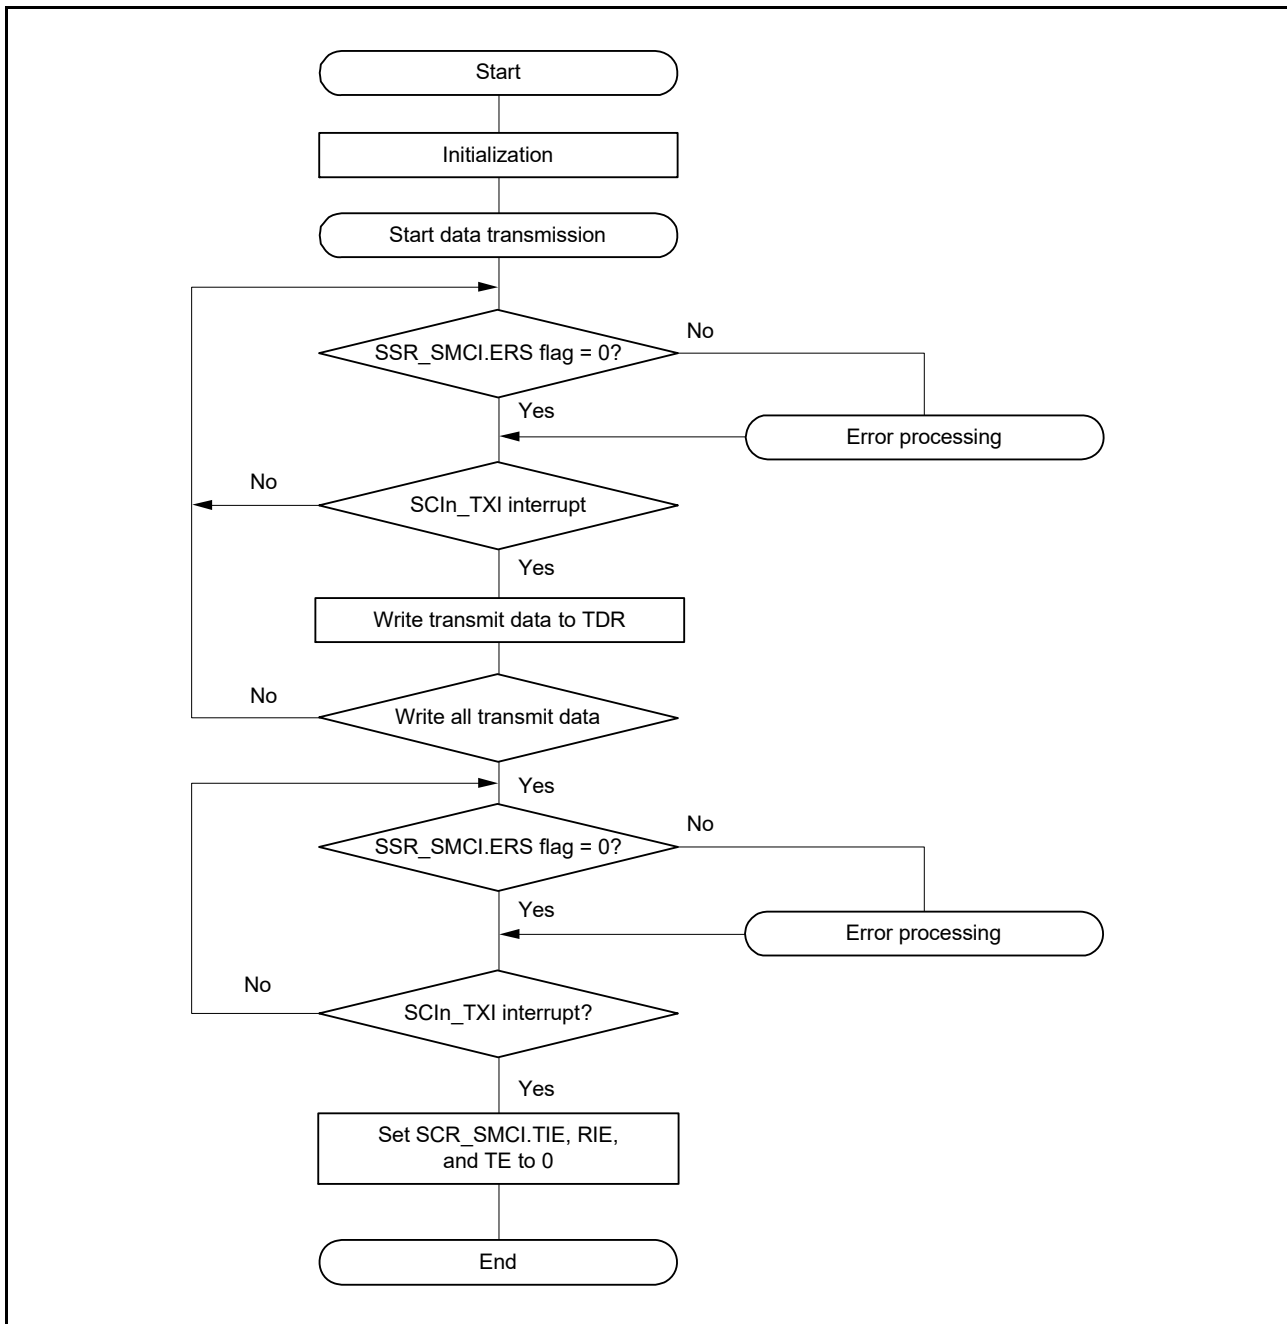 Start
Initialization
Start data transmission
No
SSR_SMCI.ERS flag = 0?
Yes
Error processing
No
SCIn_TXI interrupt
Yes
Write transmit data to TDR
No
Write all transmit data
Yes
No
SSR_SMCI.ERS flag = 0?
Yes
Error processing
No
SCIn_TXI interrupt?
Yes
Set SCR_SMCI.TIE, RIE,
and TE to 0
End